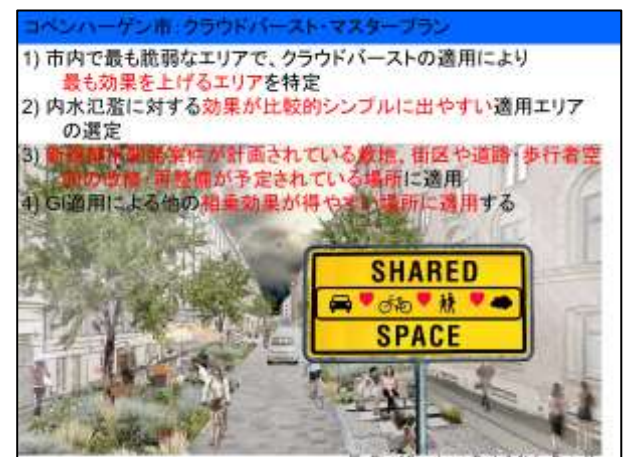 コペンハーゲン市：クラウドバースト・マスタープラン
1) 市内で最も脆弱なエリアで、クラウドバーストの適用により
最も効果を上げるエリアを特定
2) 内水氾濫に対する効果が比較的シンプルに出やすい適用エリア
の選定
3) 新規都市開発案件が計画されている敷地、街区や道路・歩行者空
間の改修・再整備が予定されている場所に適用
4) GI適用による他の相乗効果が得やすい場所に適用する
SHARED
SPACE